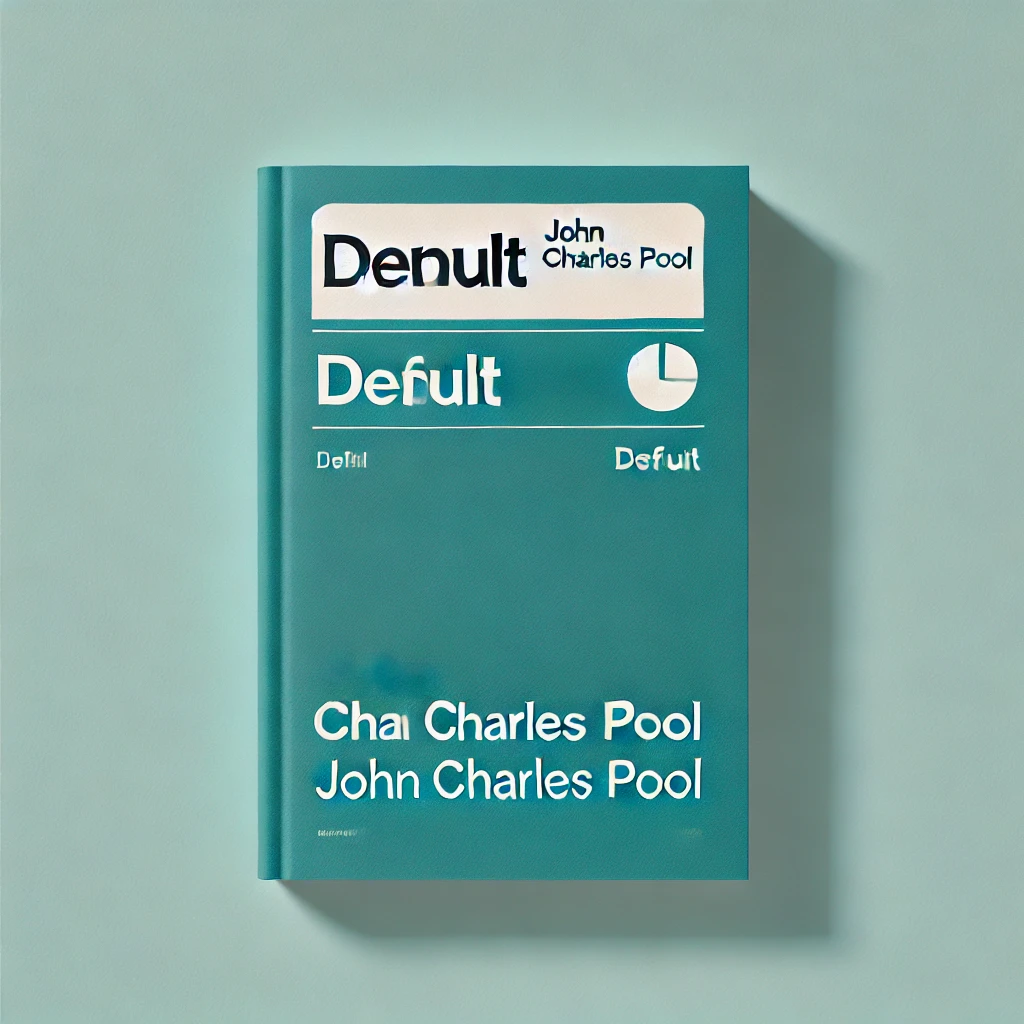 Denult
John
Charles Pool
Defult
Defult
Chai Charles Pool
John Charles Pool